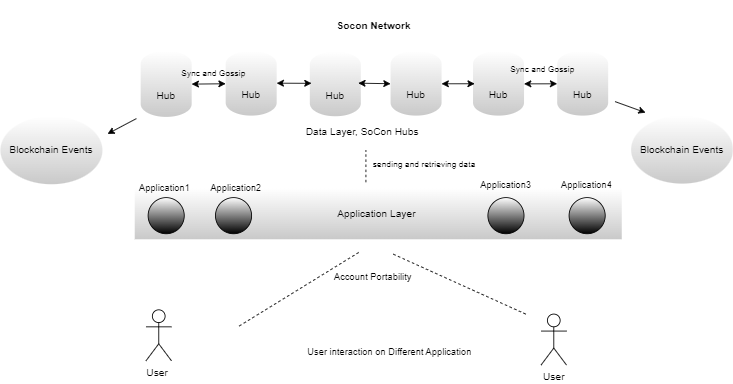 Socon Network
Sync and Gossip
Sync and Gossip
Hub
Hub
Hub
Hub
Hub
Hub
Data Layer, SoCon Hubs
Blockchain Events
Blockchain Events
sending and retrieving data
Application1
Application2
Application3
Application4
Application Layer
Account Portability
User interaction on Different Application
User
User